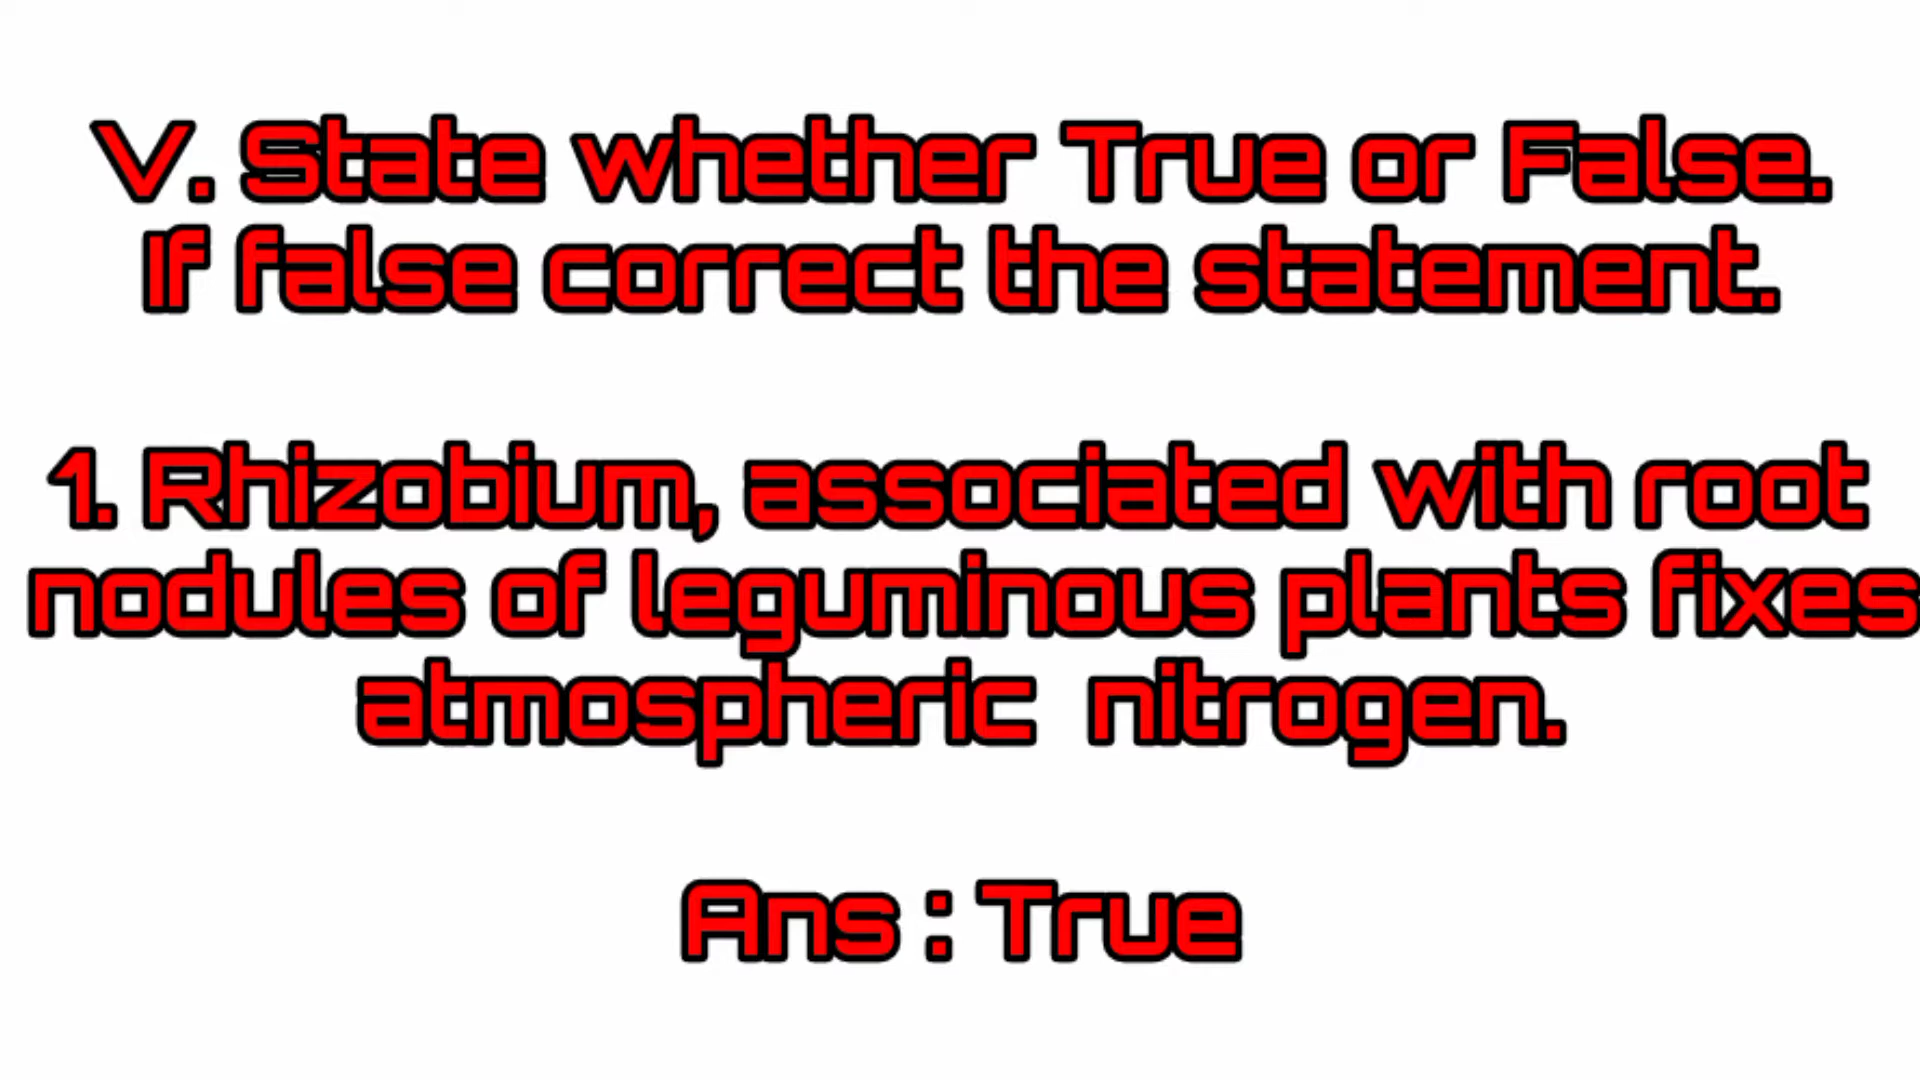 V. State whether True or False.
If false correct the statement.
1. Rhizobium, associated with root
nodules of leguminous plants fixes
atmospheric  nitrogen.
Ans : True